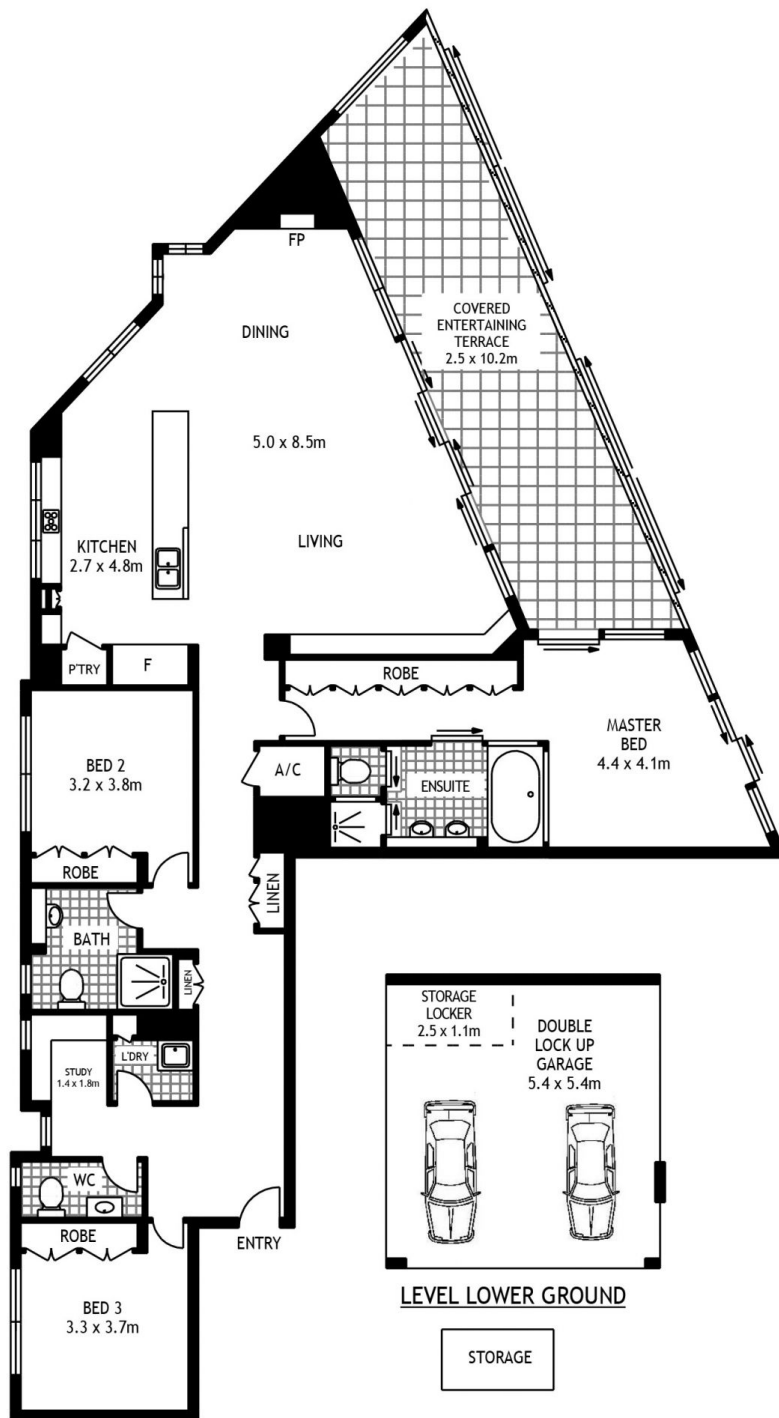 FP
DINING
COVERED
ENTERTAINING
TERRACE
2.5 x 10.2m
5.0 x 8.5m
KITCHEN
2.7 x 4.8m
LIVING
P'TRY
F
ROBE
MASTER
BED
4.4 x 4.1m
BED 2
3.2 x 3.8m
A/C
ENSUITE
ROBE
LINEN
BATH
LINEN
STORAGE
LOCKER
2.5 x 1.1m
DOUBLE
LOCK UP
GARAGE
5.4 x 5.4m
L'DRY
STUDY
1.4 x 1.8m
WC
ROBE
ENTRY
BED 3
3.3 x 3.7m
LEVEL LOWER GROUND
STORAGE